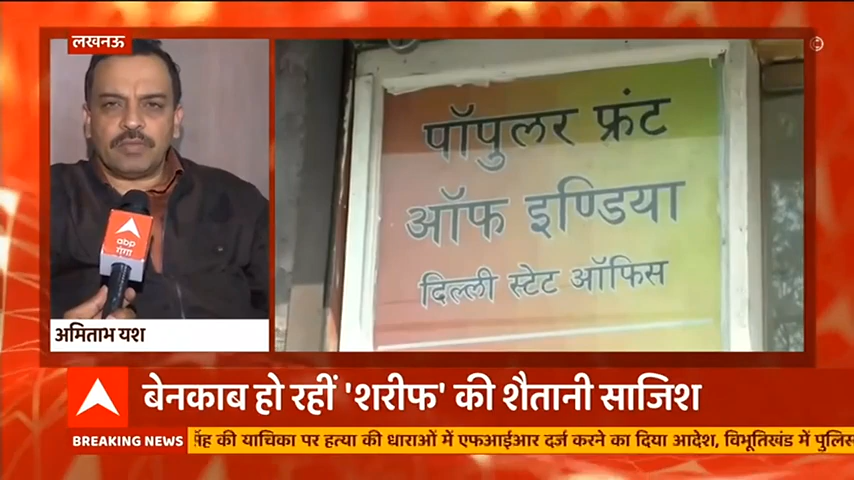 लखनऊ
पॉपुलर फ्रंट
ऑफ इण्डिया
दिल्ली स्टेट ऑफिस
abp
गंगा
अमिताभ यश
बेनकाब हो रहीं 'शरीफ' की शैतानी साजिश
BREAKING NEWS
की याचिका पर हत्या की धाराओं में एफआईआर दर्ज करने का दिया आदेश, विभूतिखंड में